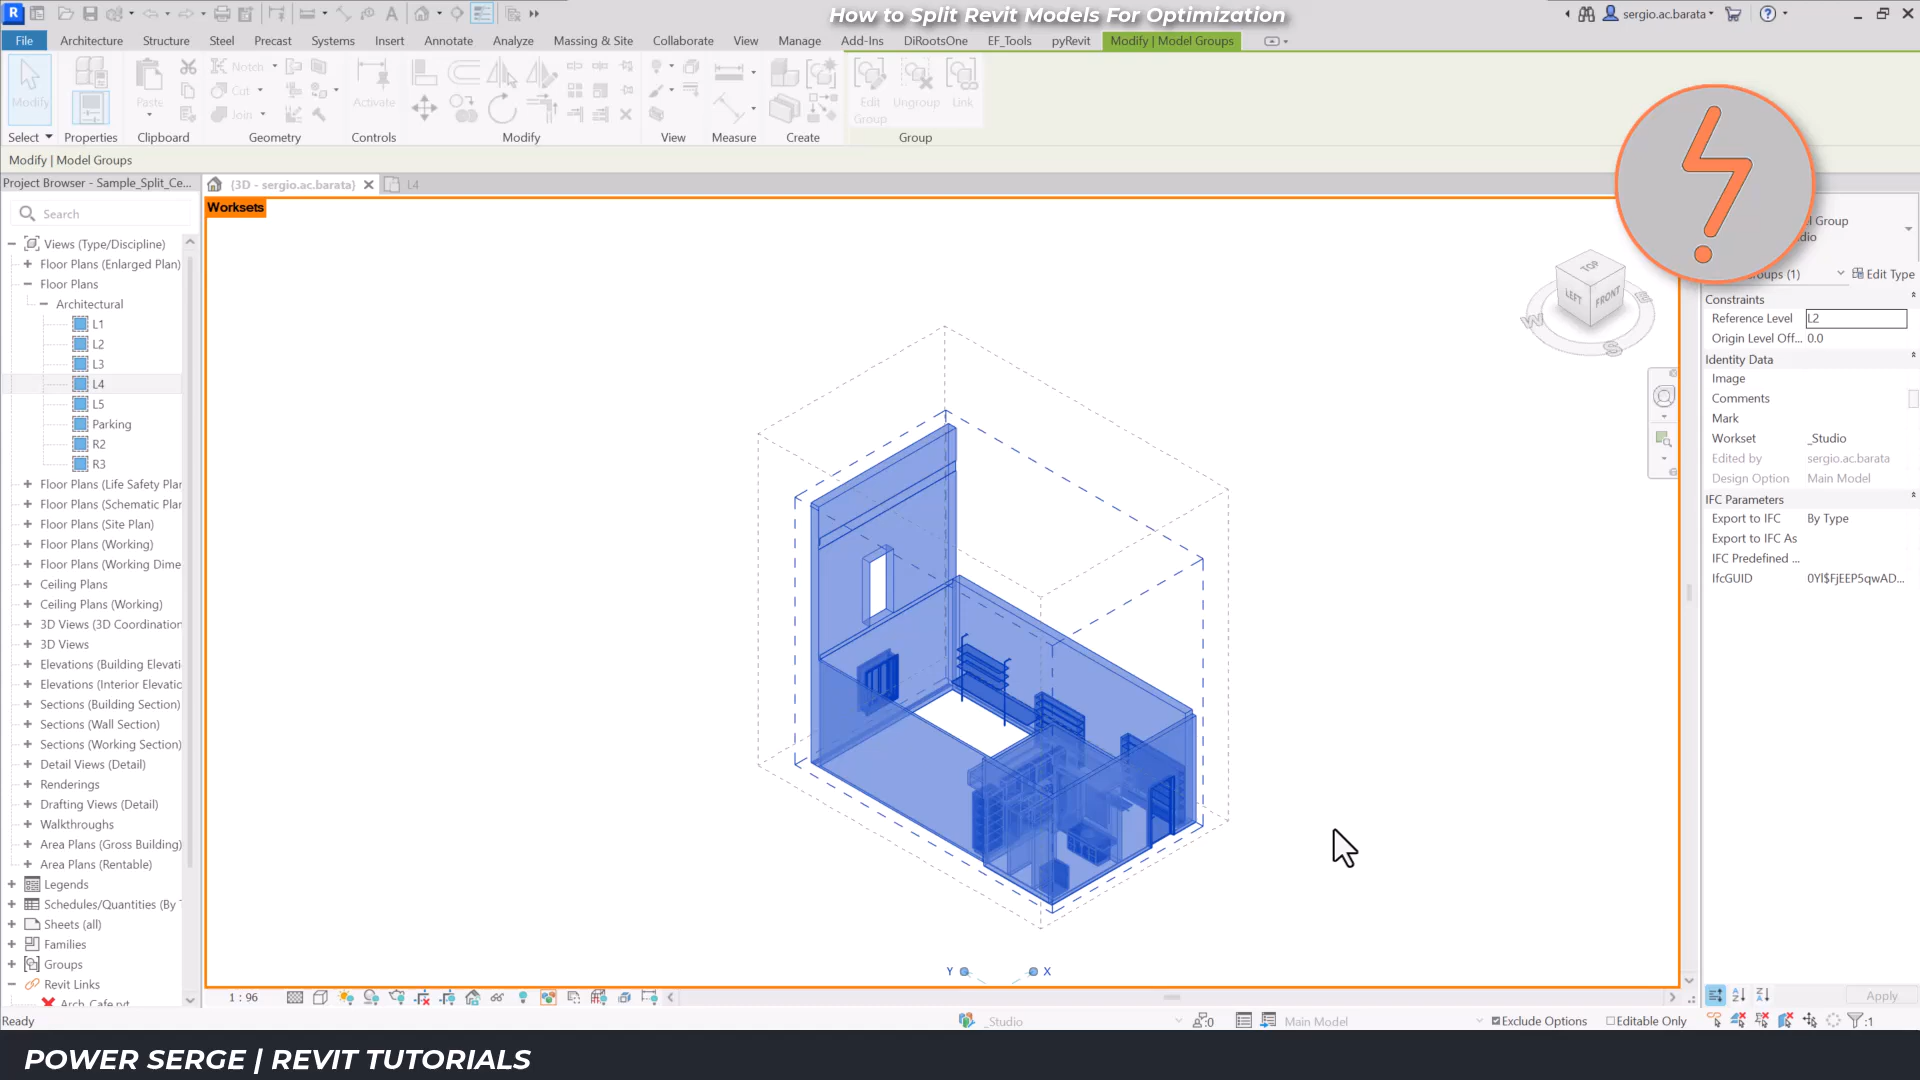 How to Split Revit Models For Optimization
sergio.ac.barata
File
Architecture
Structure
Steel
Precast
Systems
Insert
Annotate
Analyze
Massing & Site
Collaborate
View
Manage
Add-Ins
DiRootsOne
EF_Tools
pyRevit
Modify | Model Groups
Modify
Paste
Notch
Cut
Join
Activate
Edit Group
Ungroup
Link
Select
Properties
Clipboard
Geometry
Controls
Modify
View
Measure
Create
Group
Modify | Model Groups
Project Browser - Sample_Split_Ce...
{3D - sergio.ac.barata}
L4
Worksets
Search
Views (Type/Discipline)
Floor Plans (Enlarged Plan)
Floor Plans
Architectural
L1
L2
L3
L4
L5
Parking
R2
R3
Floor Plans (Life Safety Plan
Floor Plans (Schematic Plar
Floor Plans (Site Plan)
Floor Plans (Working)
Floor Plans (Working Dime
Ceiling Plans
Ceiling Plans (Working)
3D Views (3D Coordination
3D Views
Elevations (Building Elevati
Elevations (Interior Elevatic
Sections (Building Section)
Sections (Wall Section)
Sections (Working Section)
Detail Views (Detail)
Renderings
Drafting Views (Detail)
Walkthroughs
Area Plans (Gross Building)
Area Plans (Rentable)
Legends
Schedules/Quantities (By T
Sheets (all)
Families
Groups
Revit Links
Arch_Cafe.rvt
TOP
LEFT
FRONT
W
S
E
Y
X
l Group
dio
roups (1)
Edit Type
Constraints
Reference Level
L2
Origin Level Off...
0.0
Identity Data
Image
Comments
Mark
Workset
_Studio
Edited by
sergio.ac.barata
Design Option
Main Model
IFC Parameters
Export to IFC
By Type
Export to IFC As
IFC Predefined ...
IfcGUID
0Yl$FjEEP5qwAD...
Apply
1 : 96
Ready
_Studio
:0
Main Model
Exclude Options
Editable Only
:1
POWER SERGE | REVIT TUTORIALS